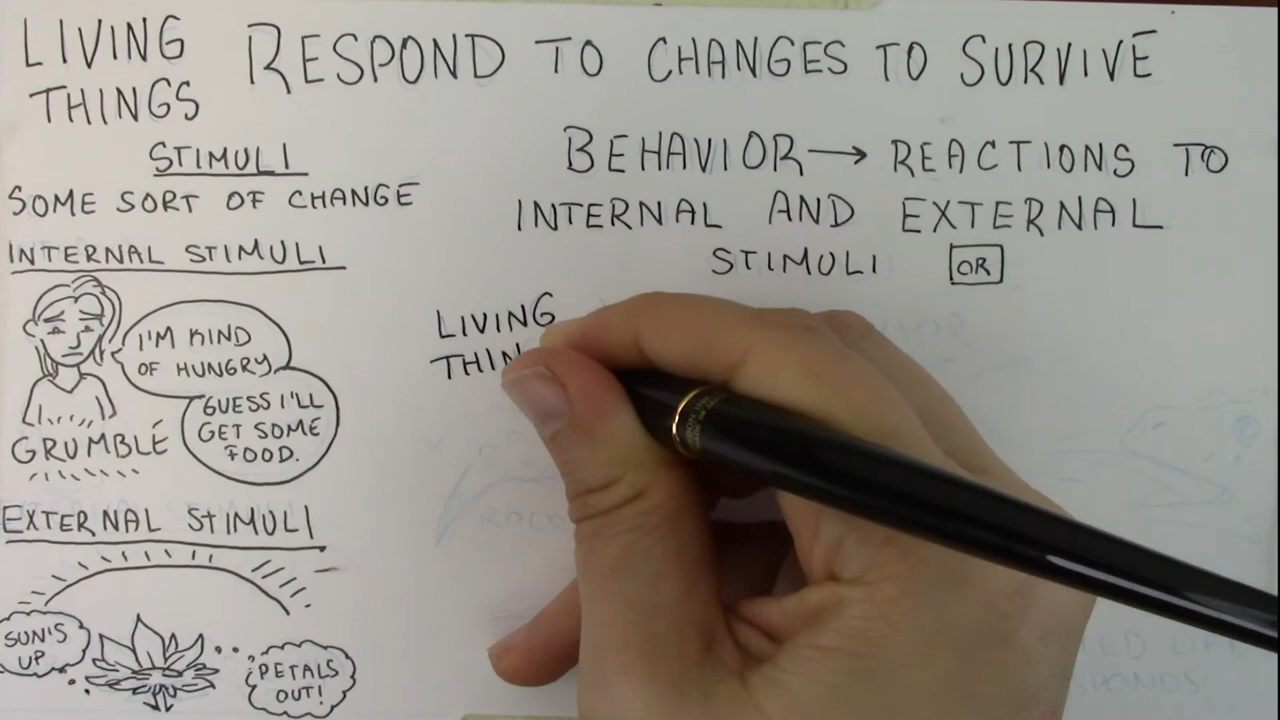 LIVING THINGS RESPOND TO CHANGES TO SURVIVE
STIMULI
SOME SORT OF CHANGE
INTERNAL STIMULI
I'M KIND
OF HUNGRY
GUESS I'LL
GET SOME
FOOD.
GRUMBLE
EXTERNAL STIMULI
SUN'S
UP
PETALS
OUT!
BEHAVIOR → REACTIONS TO
INTERNAL AND EXTERNAL
STIMULI OR
LIVING
THIN